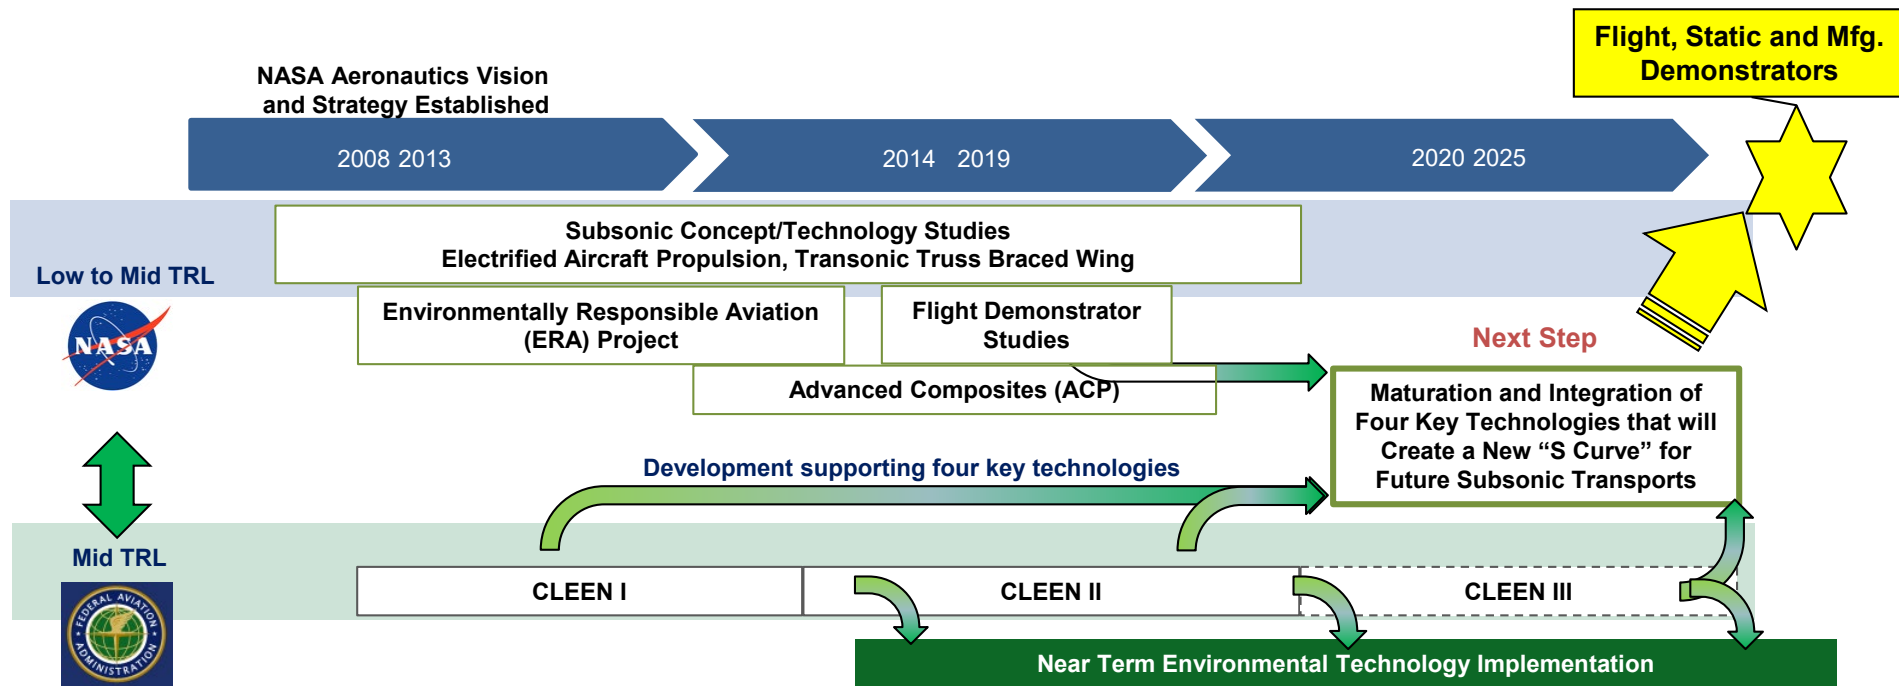 Flight, Static and Mfg.
Demonstrators
NASA Aeronautics Vision
and Strategy Established
2008 2013
2014 2019
2020 2025
Subsonic Concept/Technology Studies
Electrified Aircraft Propulsion, Transonic Truss Braced Wing
Low to Mid TRL
NASA
Environmentally Responsible Aviation
(ERA) Project
Flight Demonstrator
Studies
Advanced Composites (ACP)
Next Step
Maturation and Integration of
Four Key Technologies that will
Create a New “S Curve” for
Future Subsonic Transports
Development supporting four key technologies
Mid TRL
FEDERAL AVIATION
ADMINISTRATION
CLEEN I
CLEEN II
CLEEN III
Near Term Environmental Technology Implementation